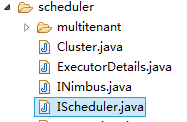 scheduler
multitenant
Cluster.java
ExecutorDetails.java
INimbus.java
IScheduler.java